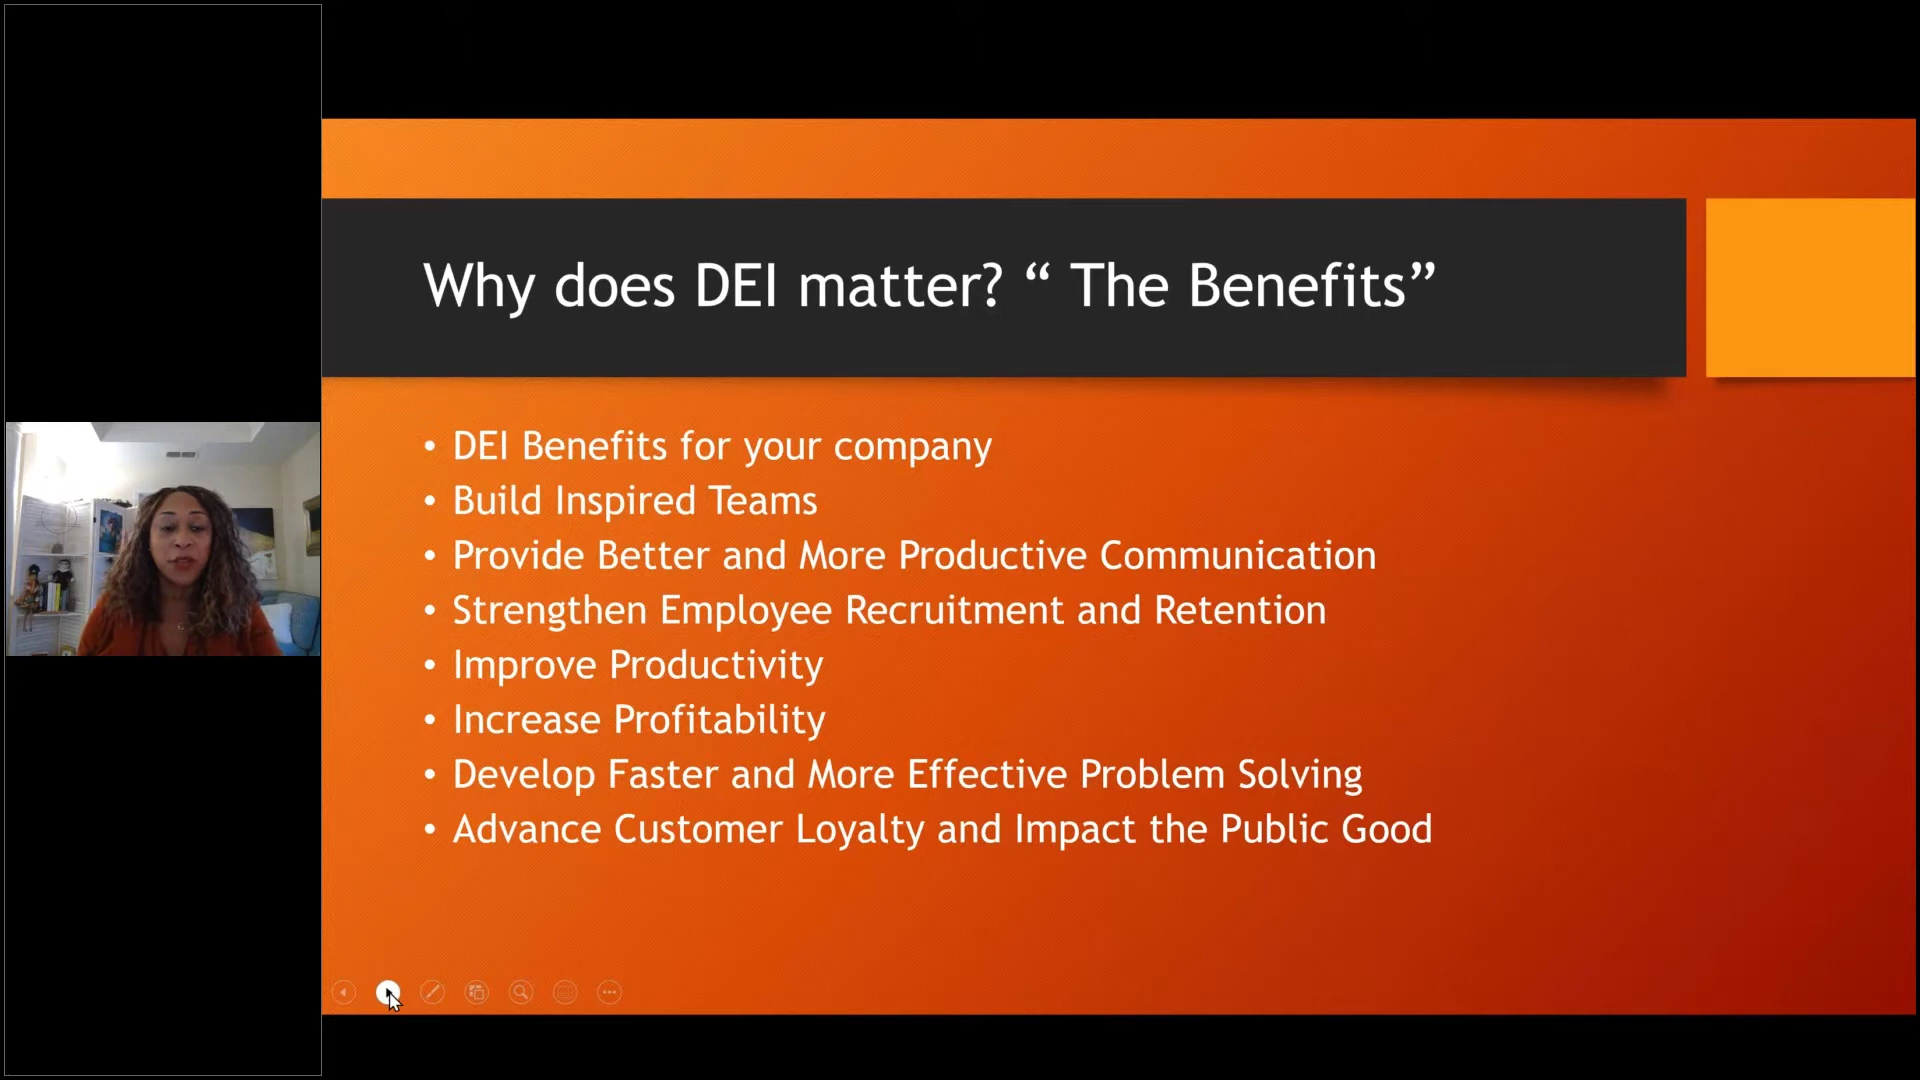 Why does DEI matter? “ The Benefits”
• DEI Benefits for your company
• Build Inspired Teams
• Provide Better and More Productive Communication
• Strengthen Employee Recruitment and Retention
• Improve Productivity
• Increase Profitability
• Develop Faster and More Effective Problem Solving
• Advance Customer Loyalty and Impact the Public Good